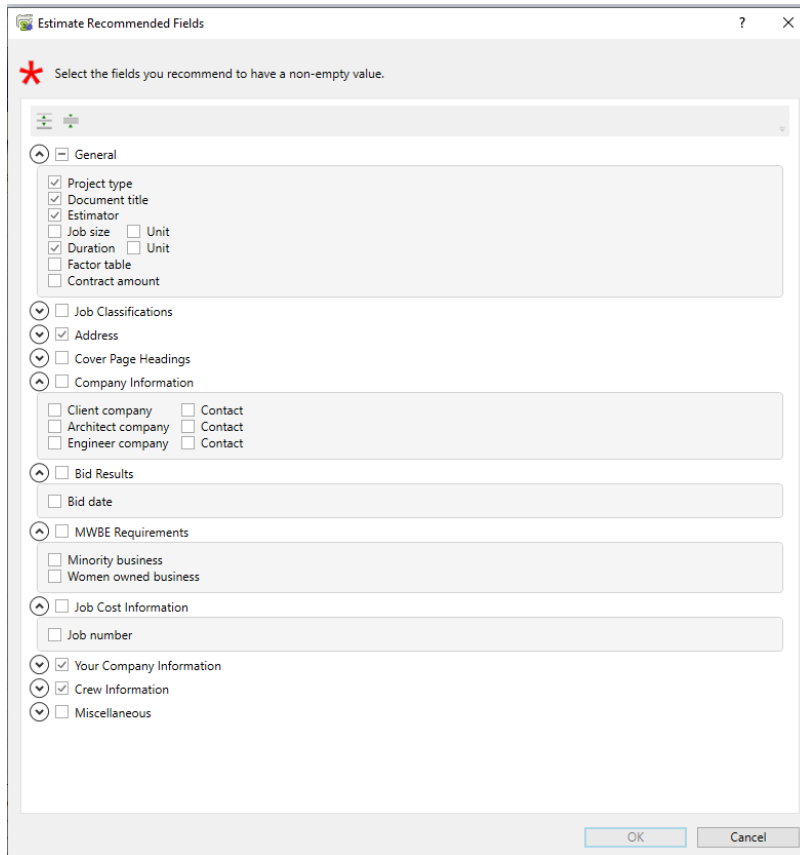 Estimate Recommended Fields
Select the fields you recommend to have a non-empty value.
General
Project type
Document title
Estimator
Job size Unit
Duration Unit
Factor table
Contract amount
Job Classifications
Address
Cover Page Headings
Company Information
Client company Contact
Architect company Contact
Engineer company Contact
Bid Results
Bid date
MWBE Requirements
Minority business
Women owned business
Job Cost Information
Job number
Your Company Information
Crew Information
Miscellaneous
OK Cancel